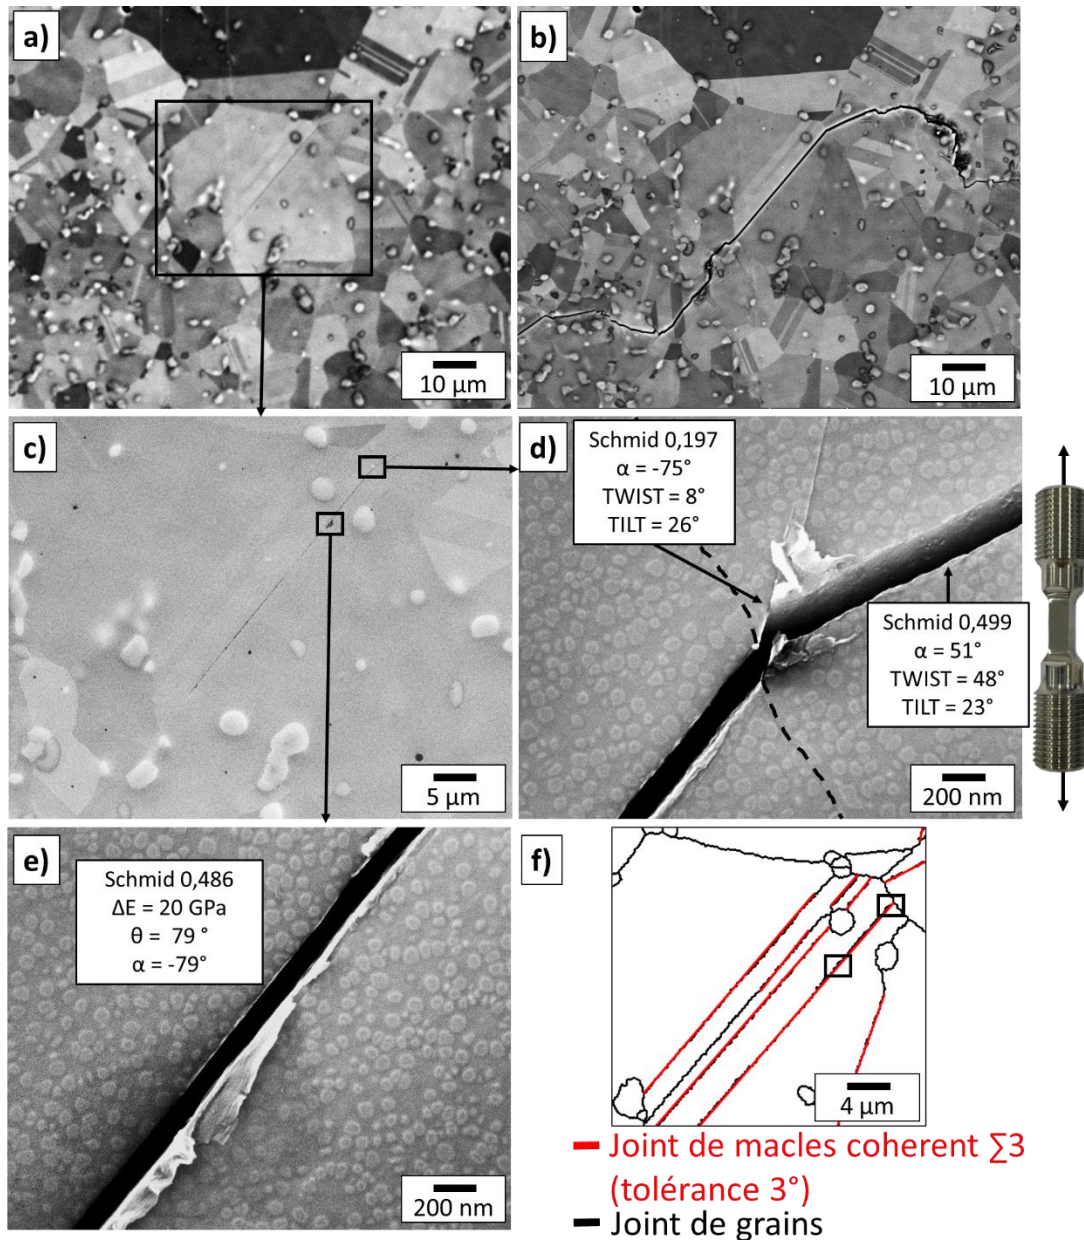 a)
10 µm
b)
10 µm
c)
5 µm
d)
Schmid 0,197
α = -75°
TWIST = 8°
TILT = 26°
Schmid 0,499
α = 51°
TWIST = 48°
TILT = 23°
200 nm
e)
Schmid 0,486
ΔE = 20 GPa
θ = 79 °
α = -79°
200 nm
f)
4 µm
Joint de macles coherent ∑3
(tolérance 3°)
Joint de grains